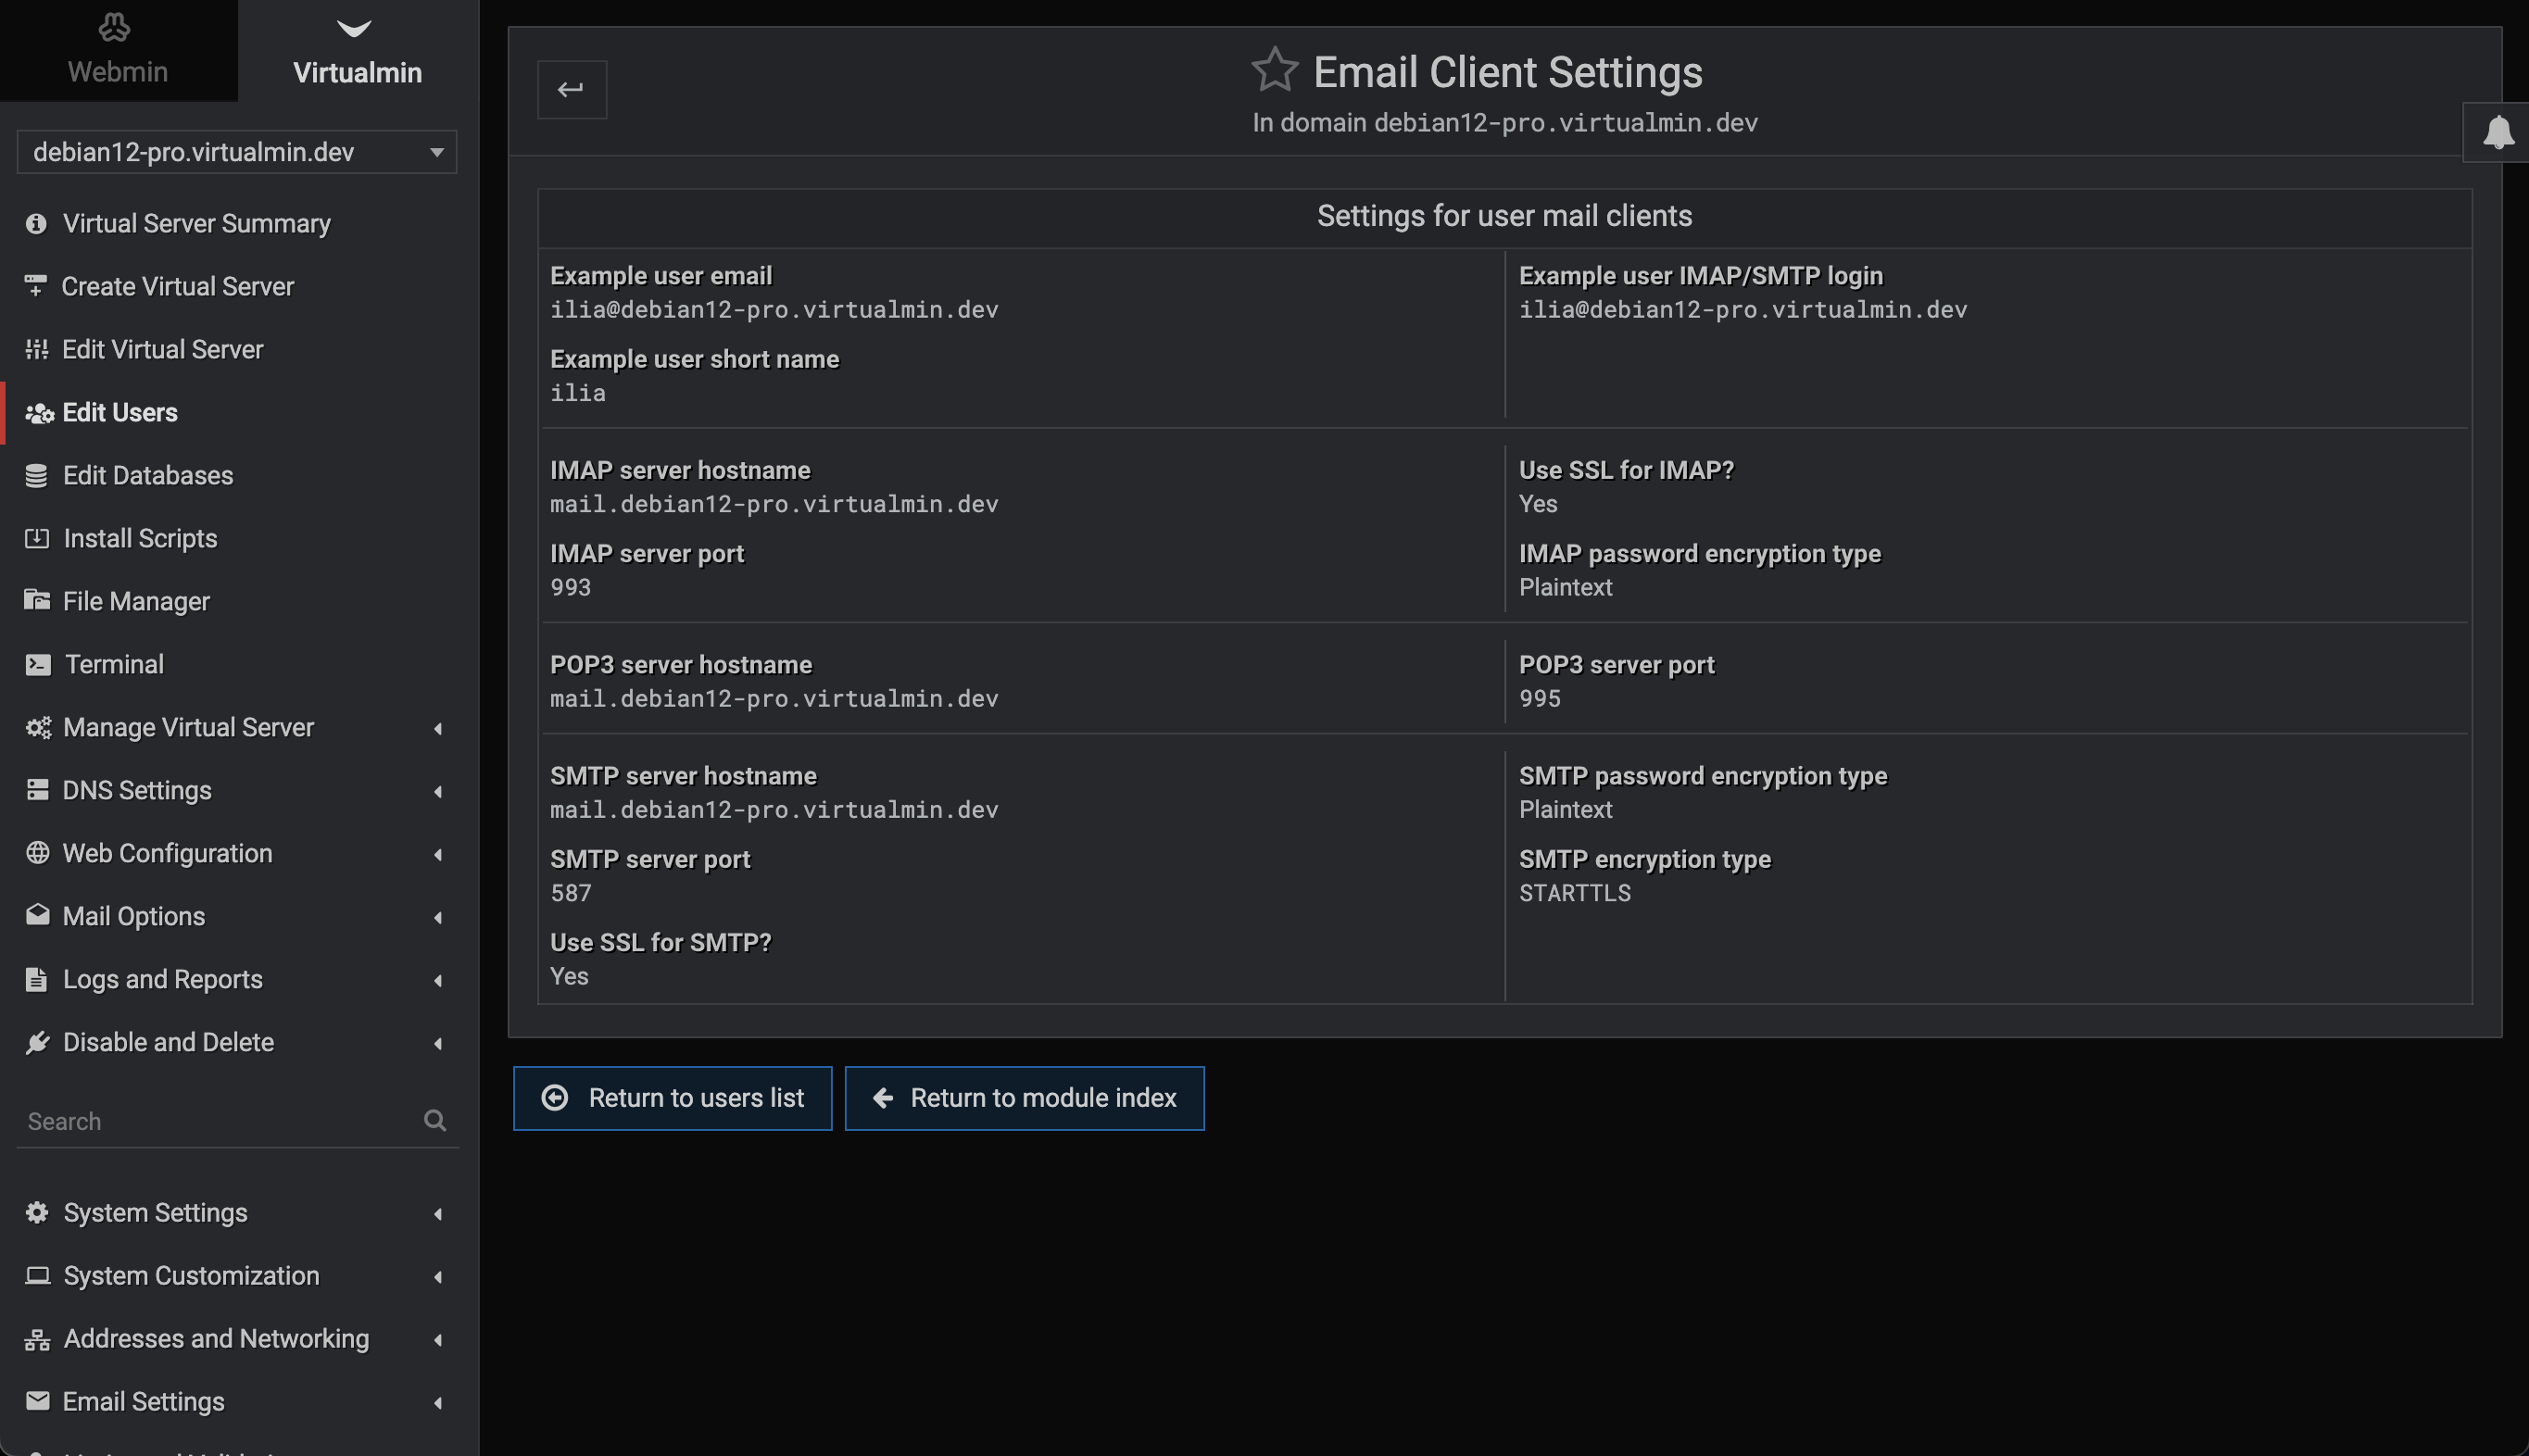 Webmin
Virtualmin
debian12-pro.virtualmin.dev
Virtual Server Summary
Create Virtual Server
Edit Virtual Server
Edit Users
Edit Databases
Install Scripts
File Manager
Terminal
Manage Virtual Server
DNS Settings
Web Configuration
Mail Options
Logs and Reports
Disable and Delete
Search
System Settings
System Customization
Addresses and Networking
Email Settings
Email Client Settings
In domain debian12-pro.virtualmin.dev
Settings for user mail clients
Example user email
ilia@debian12-pro.virtualmin.dev
Example user short name
ilia
Example user IMAP/SMTP login
ilia@debian12-pro.virtualmin.dev
IMAP server hostname
mail.debian12-pro.virtualmin.dev
IMAP server port
993
Use SSL for IMAP?
Yes
IMAP password encryption type
Plaintext
POP3 server hostname
mail.debian12-pro.virtualmin.dev
POP3 server port
995
SMTP server hostname
mail.debian12-pro.virtualmin.dev
SMTP server port
587
Use SSL for SMTP?
Yes
SMTP password encryption type
Plaintext
SMTP encryption type
STARTTLS
Return to users list
Return to module index